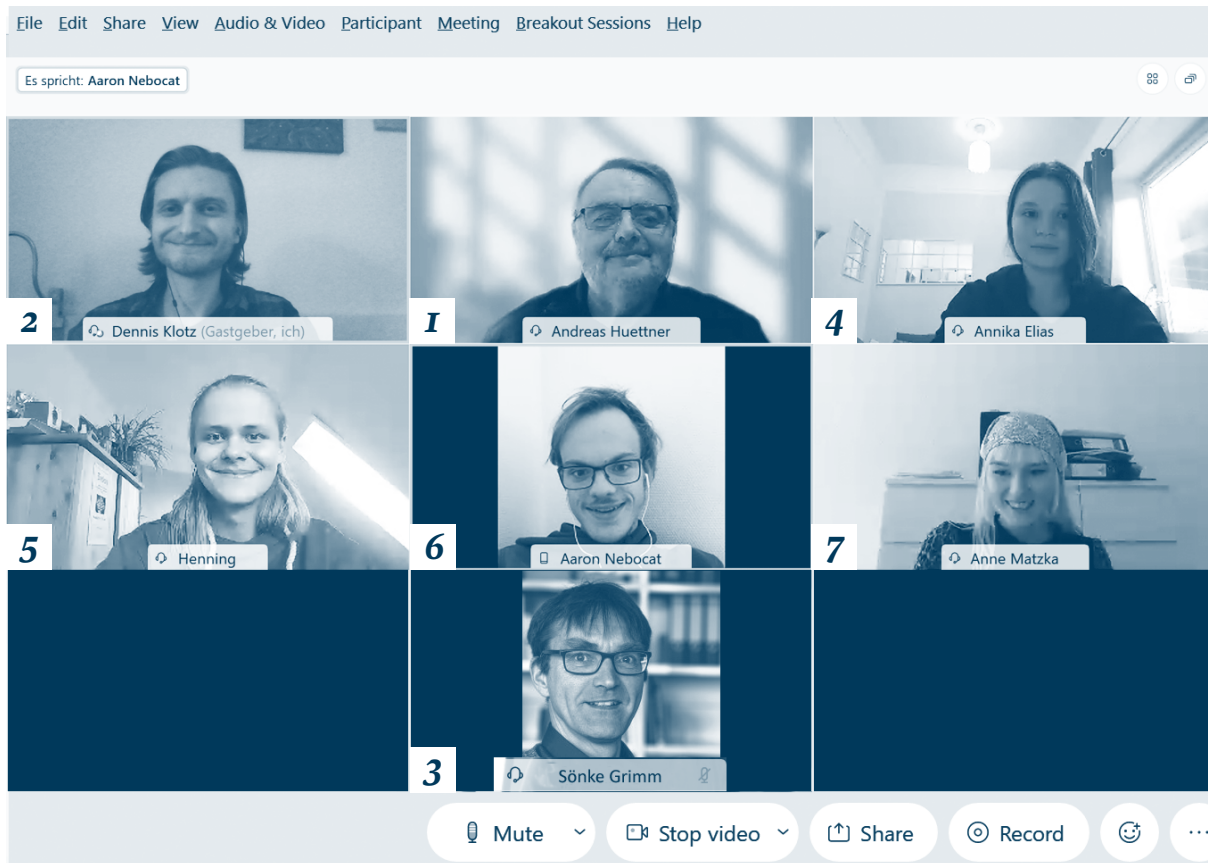 File Edit Share View Audio & Video Participant Meeting Breakout Sessions Help
Es spricht: Aaron Nebocat
2 Dennis Klotz (Gastgeber, ich)
1 Andreas Huettner
4 Annika Elias
5 Henning
6 Aaron Nebocat
7 Anne Matzka
3 Sönke Grimm
Mute Stop video Share Record